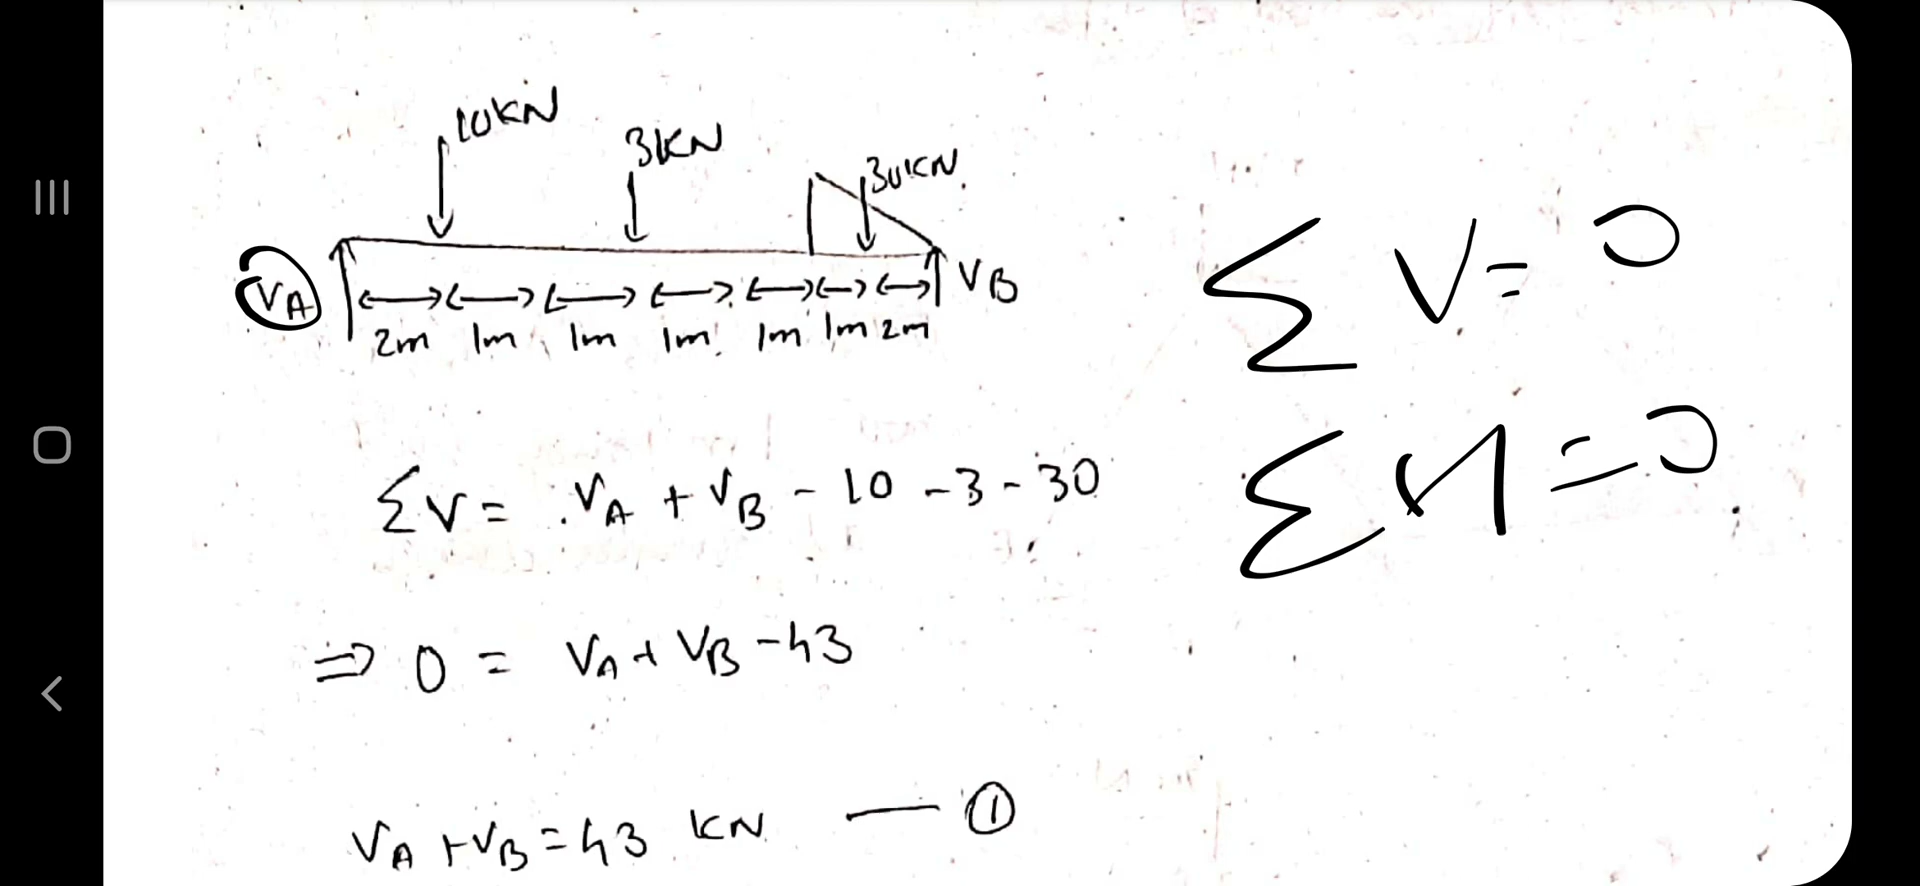 10KN
3KN
30KN.
VA
VB
2m 1m 1m 1m 1m 1m 2m
ΣV = 0
ΣM = 0
ΣV = VA + VB - 10 - 3 - 30
⇒ 0 = VA + VB - 43
VA + VB = 43 KN — ①